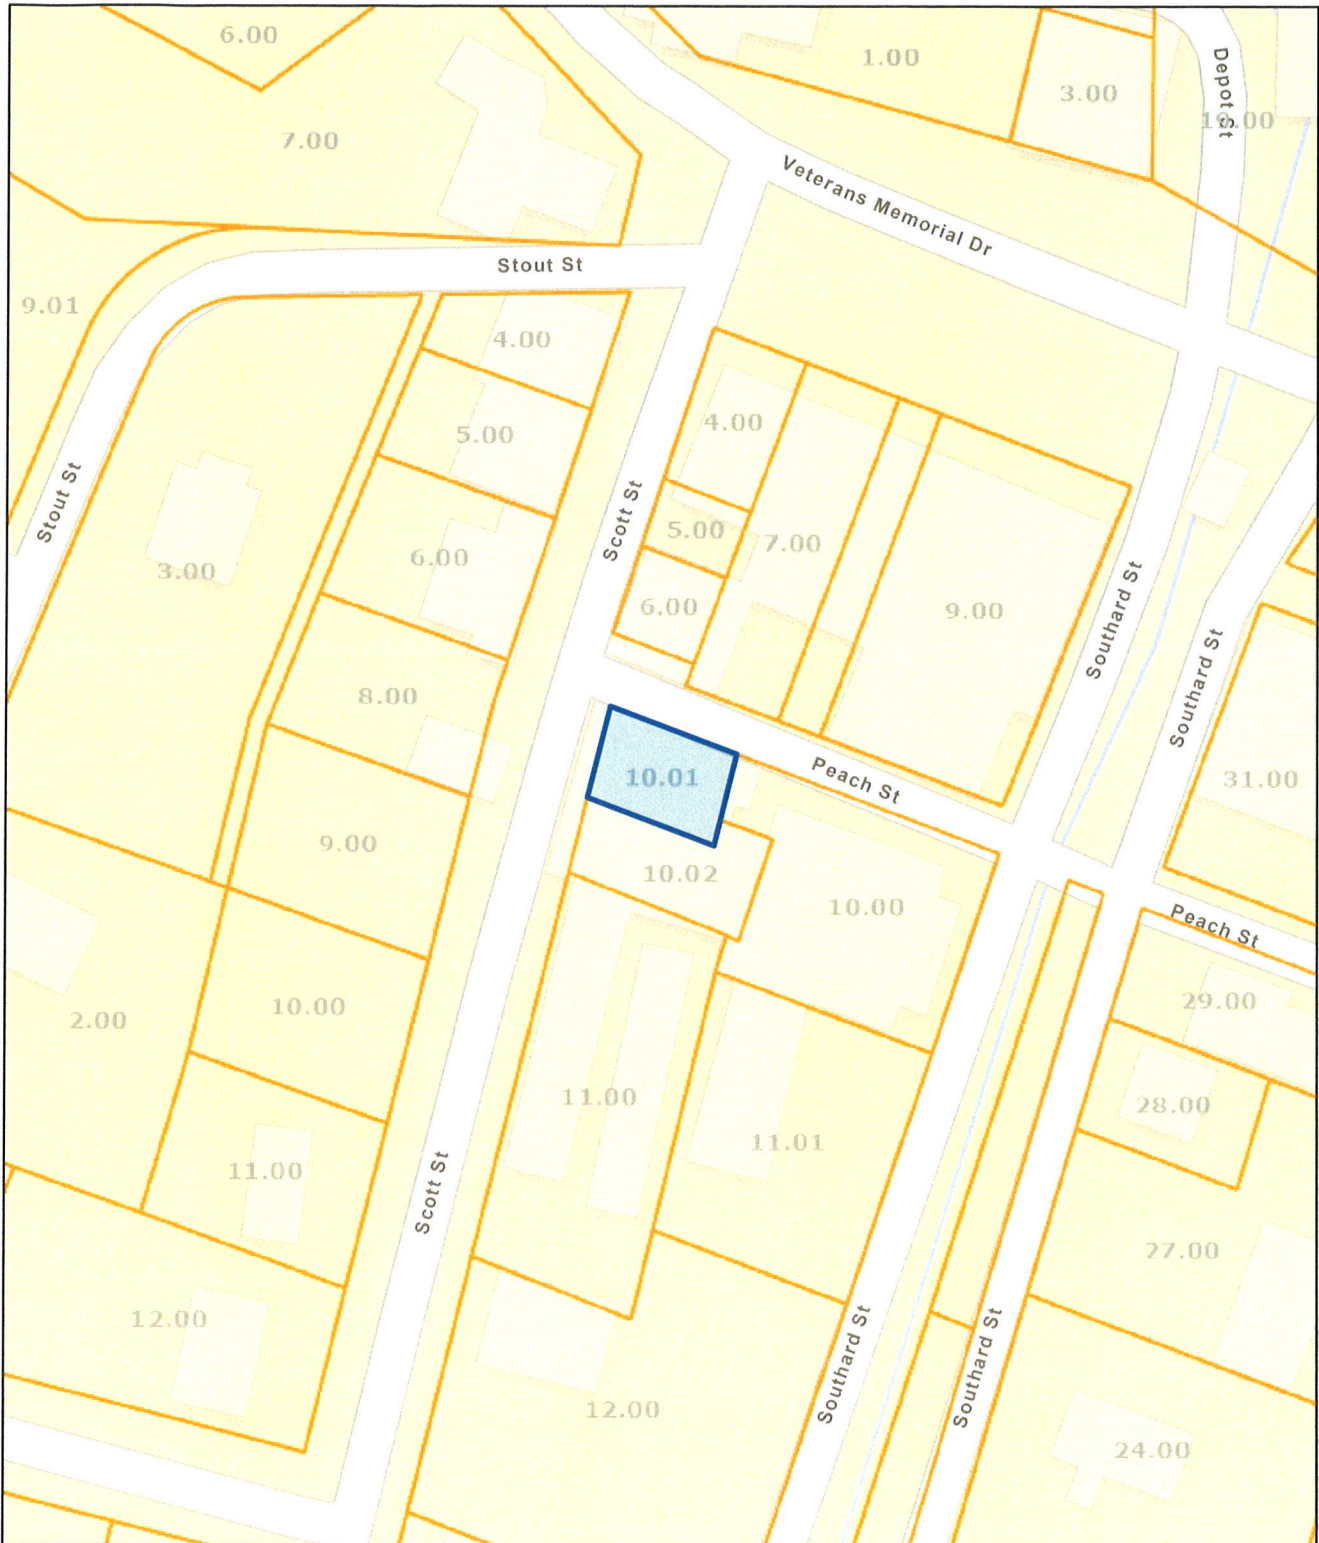 6.00
1.00
Depot St
3.00
19.00
7.00
Veterans Memorial Dr
Stout St
9.01
4.00
4.00
5.00
Stout St
Scott St
5.00
7.00
6.00
3.00
6.00
9.00
Southard St
Southard St
8.00
10.01
Peach St
31.00
9.00
10.02
10.00
Peach St
10.00
2.00
29.00
11.00
28.00
11.01
11.00
Scott St
27.00
12.00
Southard St
Southard St
12.00
24.00